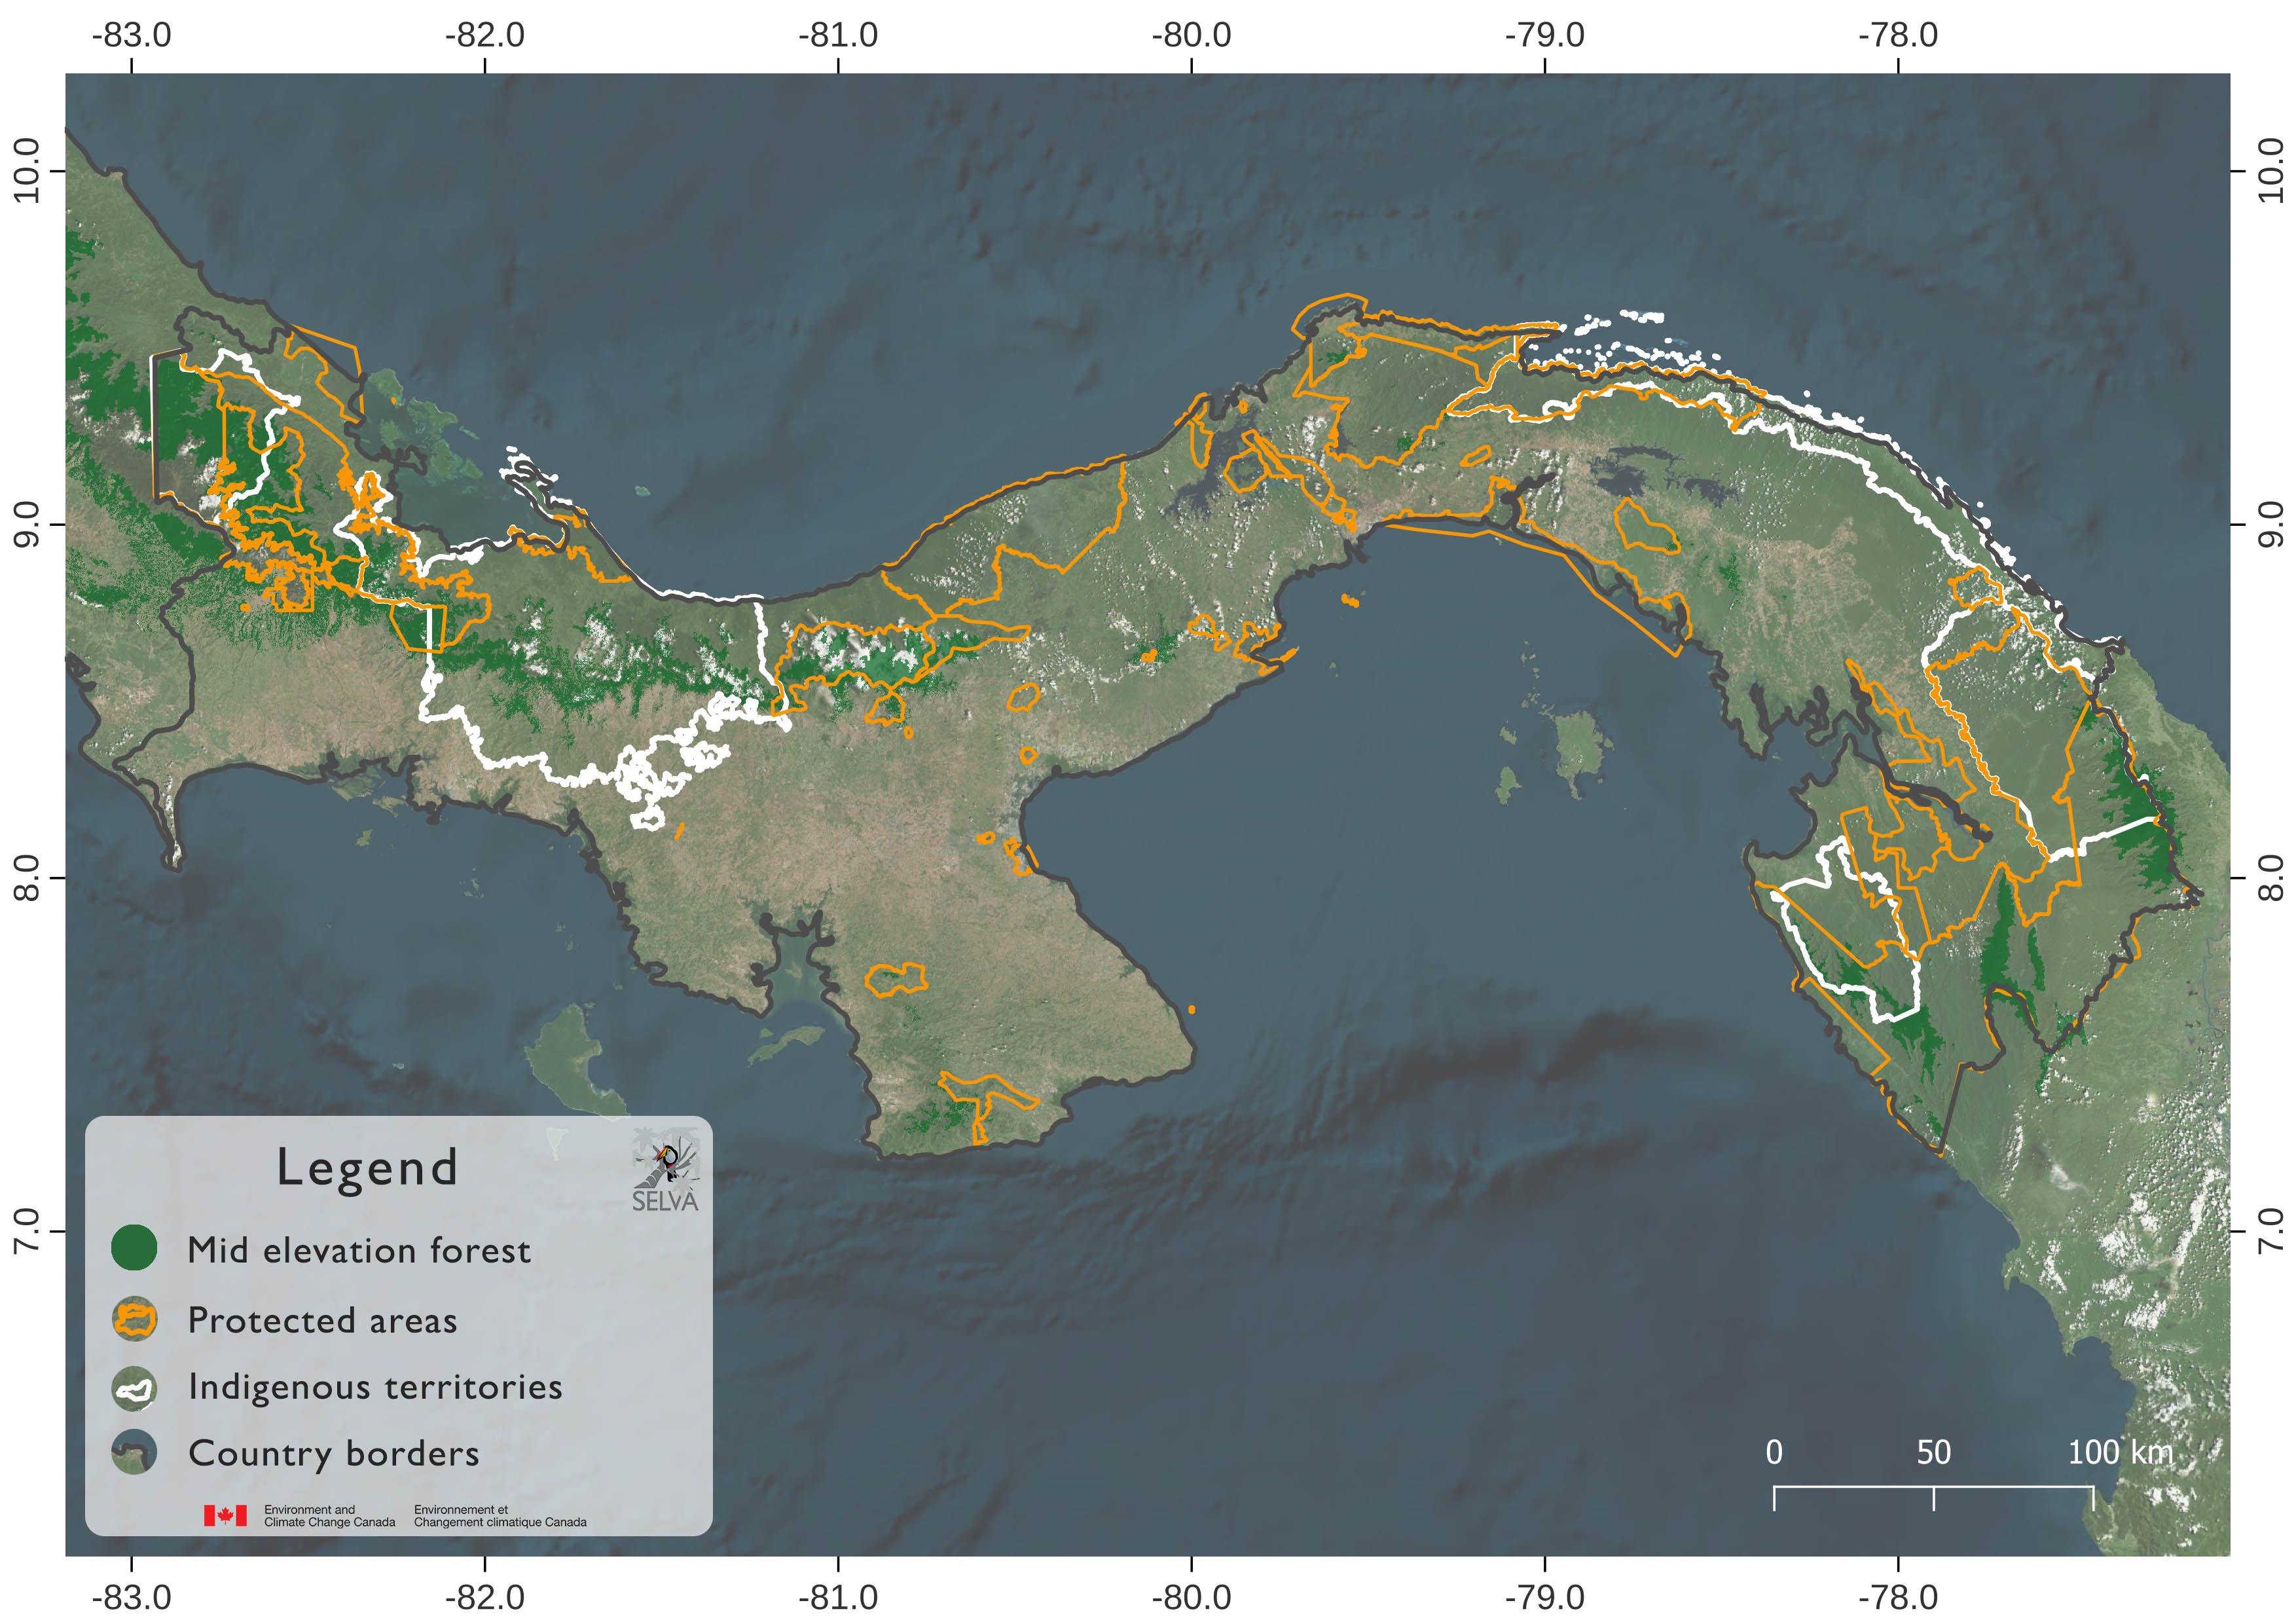 -83.0 -82.0 -81.0 -80.0 -79.0 -78.0
10.0 10.0
9.0 9.0
8.0 8.0
7.0 7.0
Legend
SELVA
Mid elevation forest
Protected areas
Indigenous territories
Country borders
Environment and Environnement et
Climate Change Canada Changement climatique Canada
0 50 100 km
-83.0 -82.0 -81.0 -80.0 -79.0 -78.0